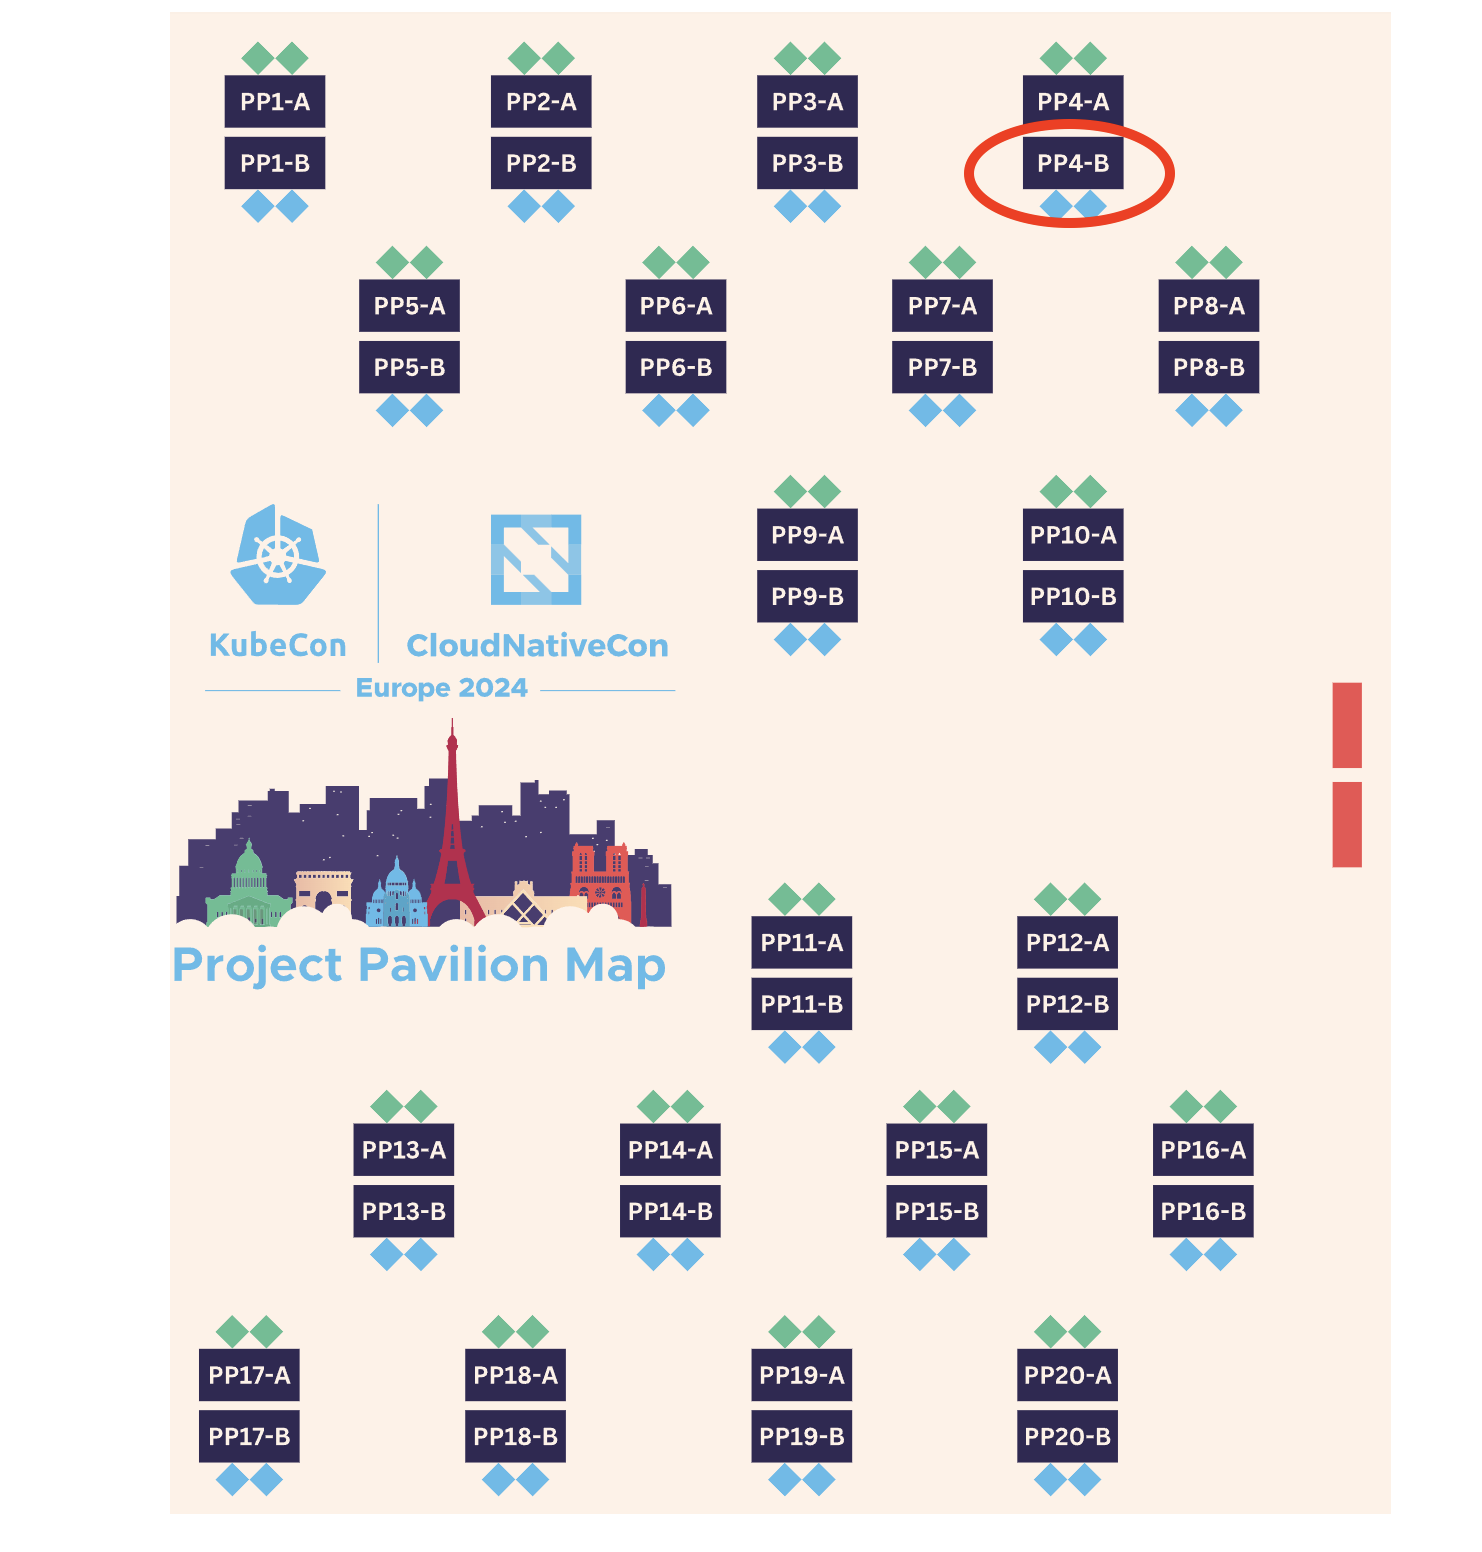 PP1-A PP2-A PP3-A PP4-A
PP1-B PP2-B PP3-B PP4-B
PP5-A PP6-A PP7-A PP8-A
PP5-B PP6-B PP7-B PP8-B
PP9-A PP10-A
PP9-B PP10-B
KubeCon CloudNativeCon
Europe 2024
Project Pavilion Map
PP11-A PP12-A
PP11-B PP12-B
PP13-A PP14-A PP15-A PP16-A
PP13-B PP14-B PP15-B PP16-B
PP17-A PP18-A PP19-A PP20-A
PP17-B PP18-B PP19-B PP20-B